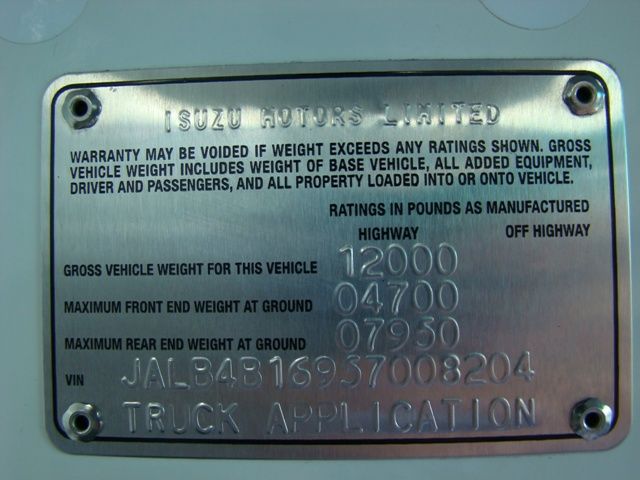 ISUZU MOTORS LIMITED
WARRANTY MAY BE VOIDED IF WEIGHT EXCEEDS ANY RATINGS SHOWN. GROSS
VEHICLE WEIGHT INCLUDES WEIGHT OF BASE VEHICLE, ALL ADDED EQUIPMENT,
DRIVER AND PASSENGERS, AND ALL PROPERTY LOADED INTO OR ONTO VEHICLE.
RATINGS IN POUNDS AS MANUFACTURED
HIGHWAY OFF HIGHWAY
GROSS VEHICLE WEIGHT FOR THIS VEHICLE 12000
MAXIMUM FRONT END WEIGHT AT GROUND 04700
MAXIMUM REAR END WEIGHT AT GROUND 07950
VIN JALB4B16957008204
TRUCK APPLICATION